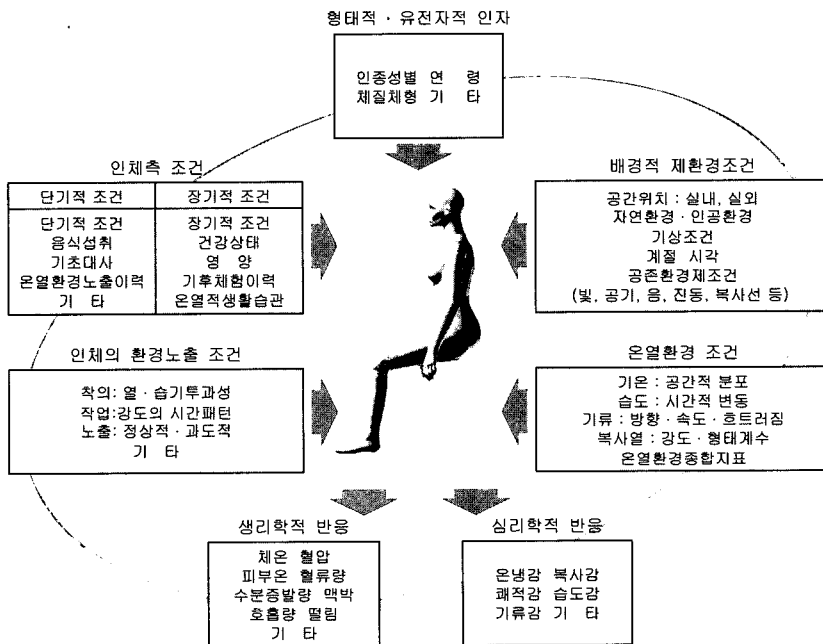 형태적 · 유전자적 인자
인종성별 연 령
체질체형 기 타
인체측 조건
단기적 조건 장기적 조건
단기적 조건
음식섭취
기초대사
온열환경노출이력
기 타
장기적 조건
건강상태
영 양
기후체험이력
온열적생활습관
배경적 제환경조건
공간위치 : 실내, 실외
자연환경 · 인공환경
기상조건
계절 시각
공존환경제조건
(빛, 공기, 음, 진동, 복사선 등)
인체의 환경노출 조건
착의: 열 · 습기투과성
작업:강도의 시간패턴
노출: 정상적 · 과도적
기 타
온열환경 조건
기온 : 공간적 분포
습도 : 시간적 변동
기류 : 방향 · 속도 · 흐트러짐
복사열 : 강도 · 형태계수
온열환경종합지표
생리학적 반응
체온 혈압
피부온 혈류량
수분증발량 맥박
호흡량 떨림
기 타
심리학적 반응
온냉감 복사감
쾌적감 습도감
기류감 기 타